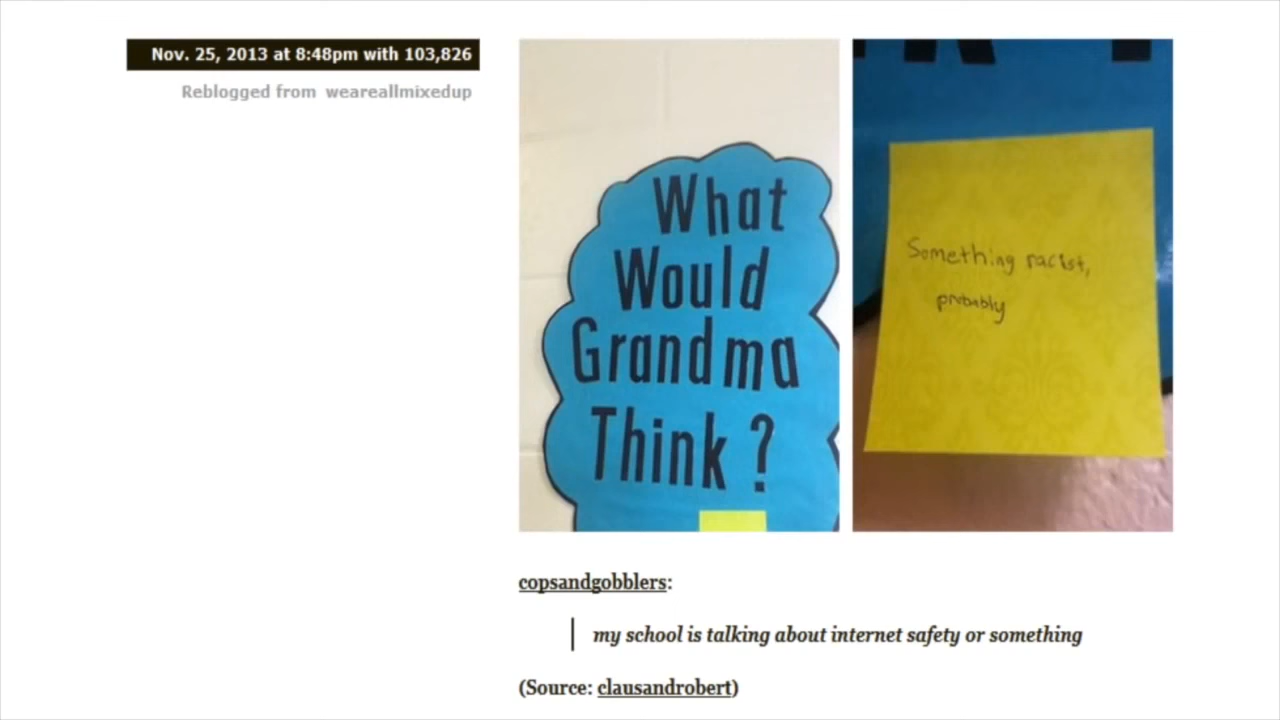 Nov. 25, 2013 at 8:48pm with 103,826
Reblogged from weareallmixedup
What
Would
Grandma
Think?
Something racist,
probably
copsandgobblers:
my school is talking about internet safety or something
(Source: clausandrobert)